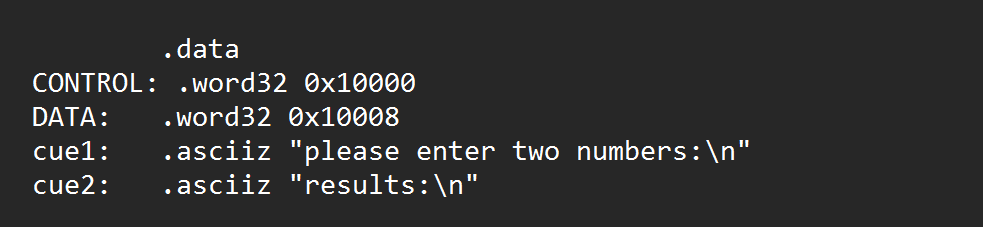 .data
CONTROL: .word32 0x10000
DATA: .word32 0x10008
cue1: .asciiz "please enter two numbers:\n"
cue2: .asciiz "results:\n"